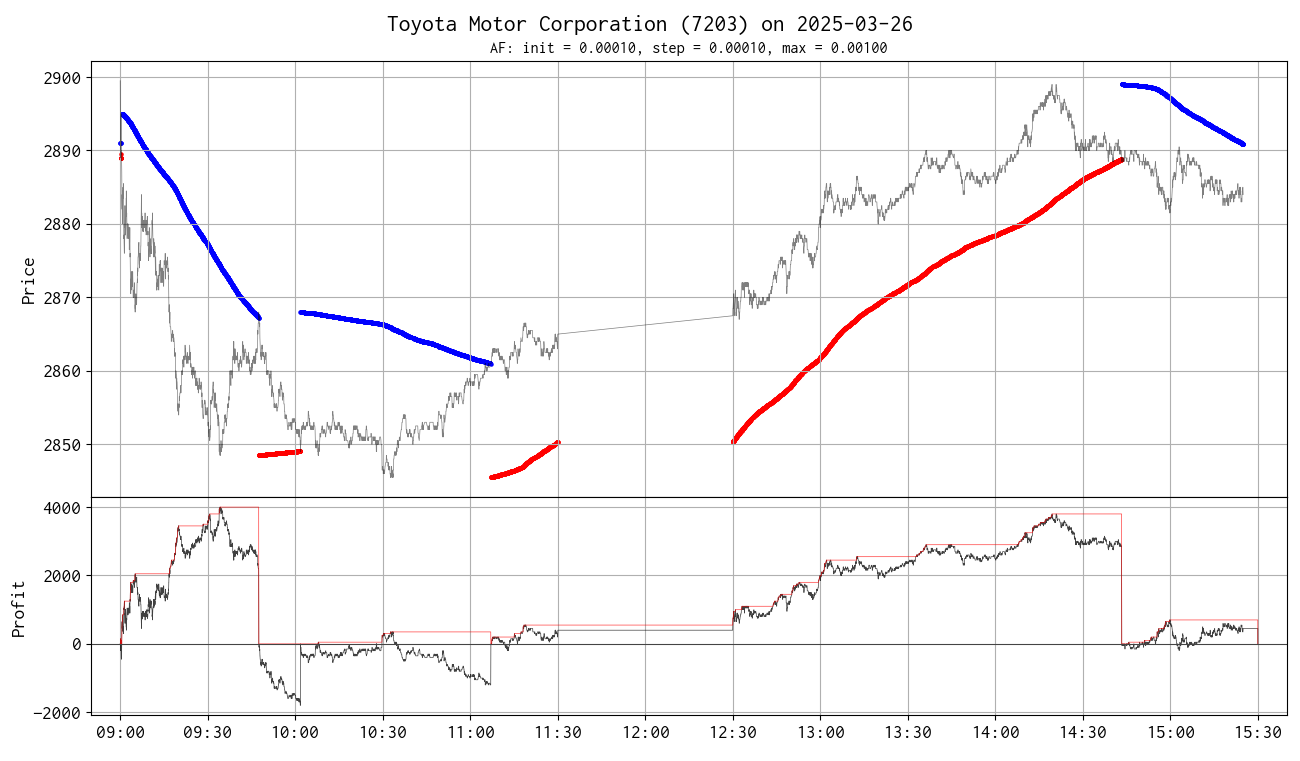 Toyota Motor Corporation (7203) on 2025-03-26
AF: init = 0.00010, step = 0.00010, max = 0.00100
2900
2890
2880
2870
2860
2850
Price
4000
2000
0
−2000
Profit
09:00 09:30 10:00 10:30 11:00 11:30 12:00 12:30 13:00 13:30 14:00 14:30 15:00 15:30